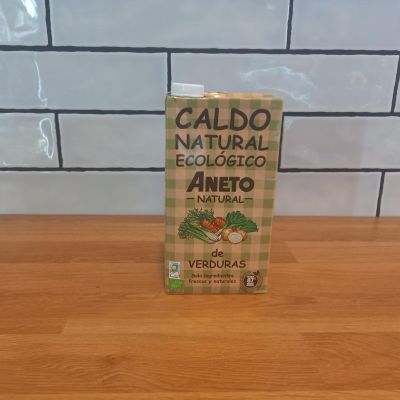 CALDO
NATURAL
ECOLÓGICO
ANETO
NATURAL
de
VERDURAS
Solo ingredientes
frescos y naturales